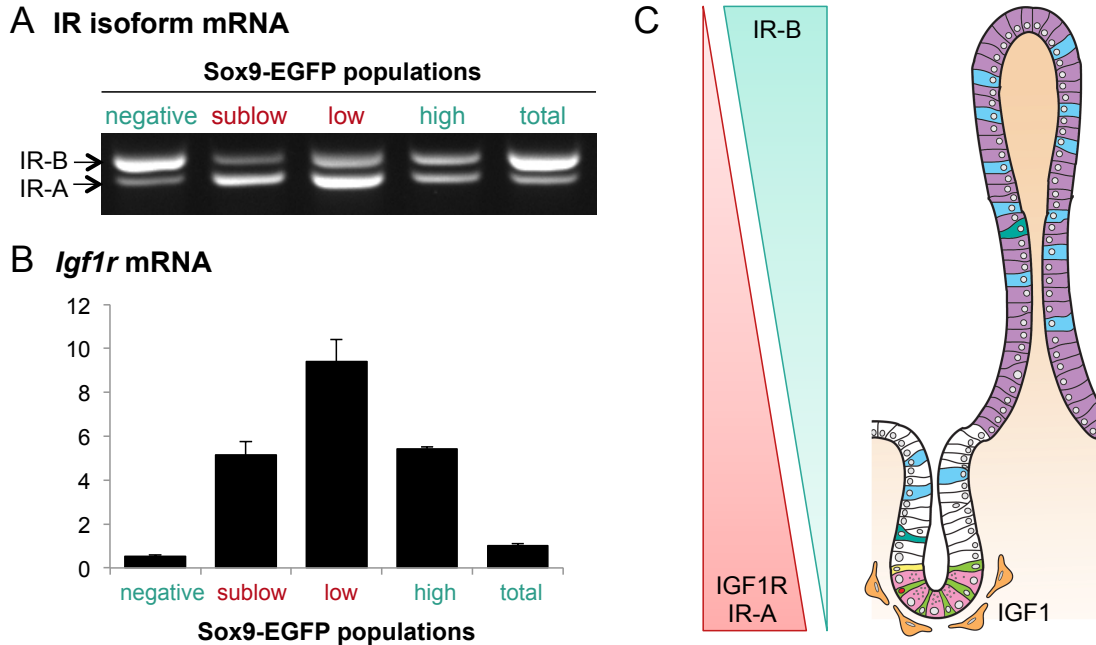 A IR isoform mRNA
Sox9-EGFP populations
negative sublow low high total
IR-B
IR-A
B Igf1r mRNA
12
10
8
6
4
2
0
negative sublow low high total
Sox9-EGFP populations
C
IR-B
IGF1R
IR-A
IGF1